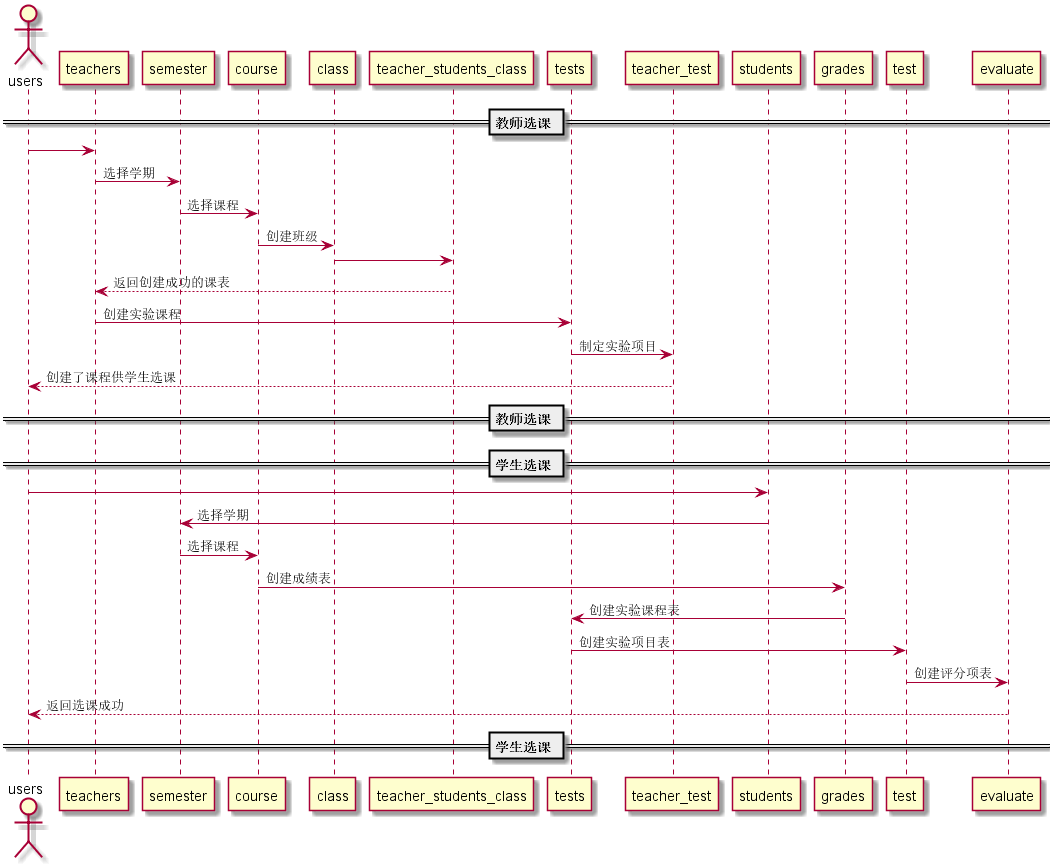 users
teachers
semester
course
class
teacher_students_class
tests
teacher_test
students
grades
test
evaluate
教师选课
选择学期
选择课程
创建班级
返回创建成功的课表
创建实验课程
制定实验项目
创建了课程供学生选课
教师选课
学生选课
选择学期
选择课程
创建成绩表
创建实验课程表
创建实验项目表
创建评分项表
返回选课成功
学生选课
users
teachers
semester
course
class
teacher_students_class
tests
teacher_test
students
grades
test
evaluate